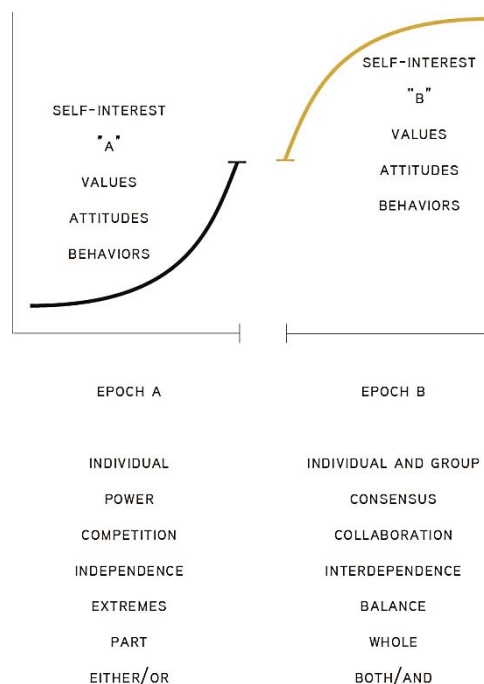 SELF-INTEREST
"A"
VALUES
ATTITUDES
BEHAVIORS
SELF-INTEREST
"B"
VALUES
ATTITUDES
BEHAVIORS
EPOCH A
EPOCH B
INDIVIDUAL
INDIVIDUAL AND GROUP
POWER
CONSENSUS
COMPETITION
COLLABORATION
INDEPENDENCE
INTERDEPENDENCE
EXTREMES
BALANCE
PART
WHOLE
EITHER/OR
BOTH/AND